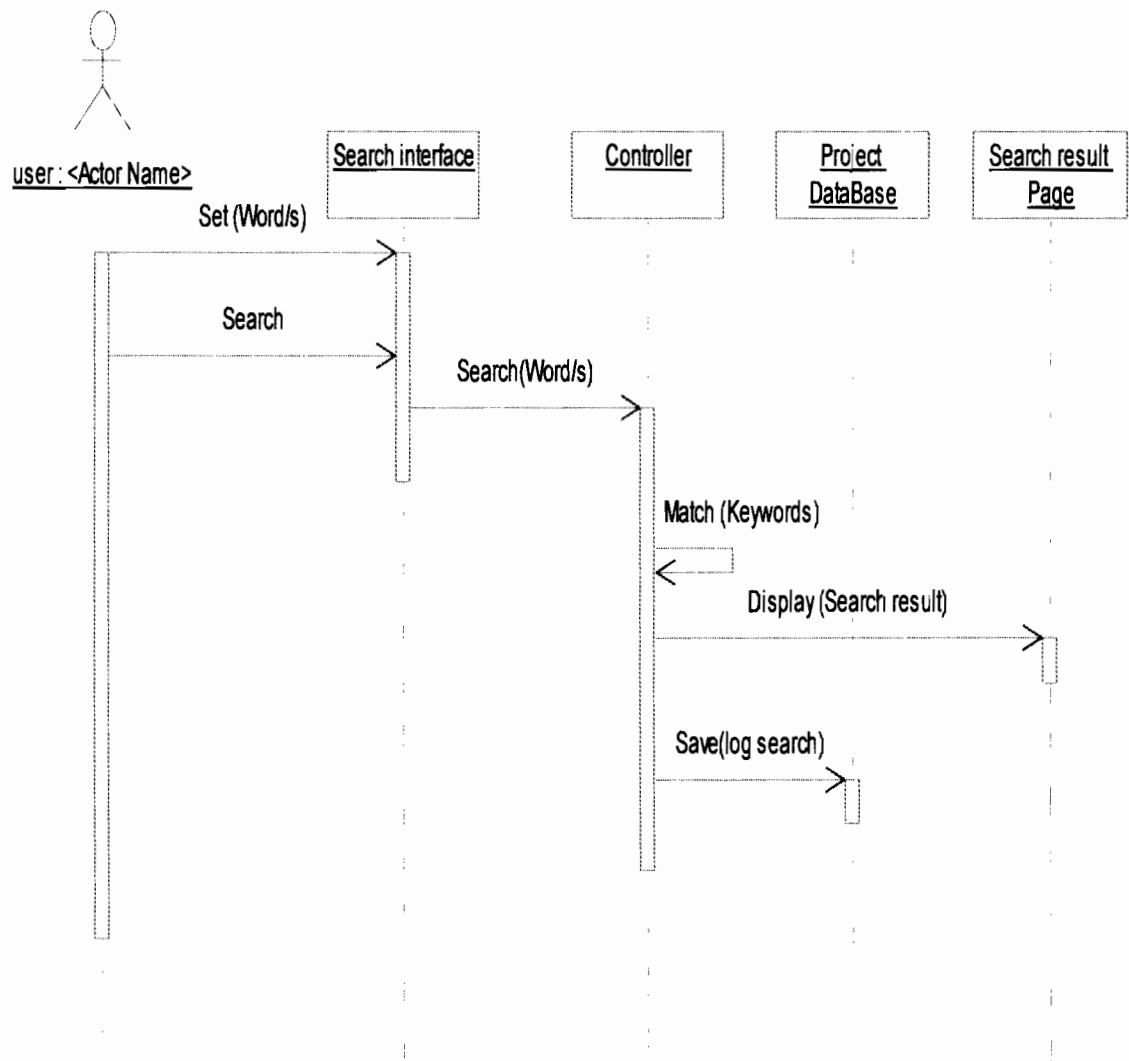 user : <Actor Name>
Search interface
Controller
Project
DataBase
Search result
Page
Set (Word/s)
Search
Search(Word/s)
Match (Keywords)
Display (Search result)
Save(log search)